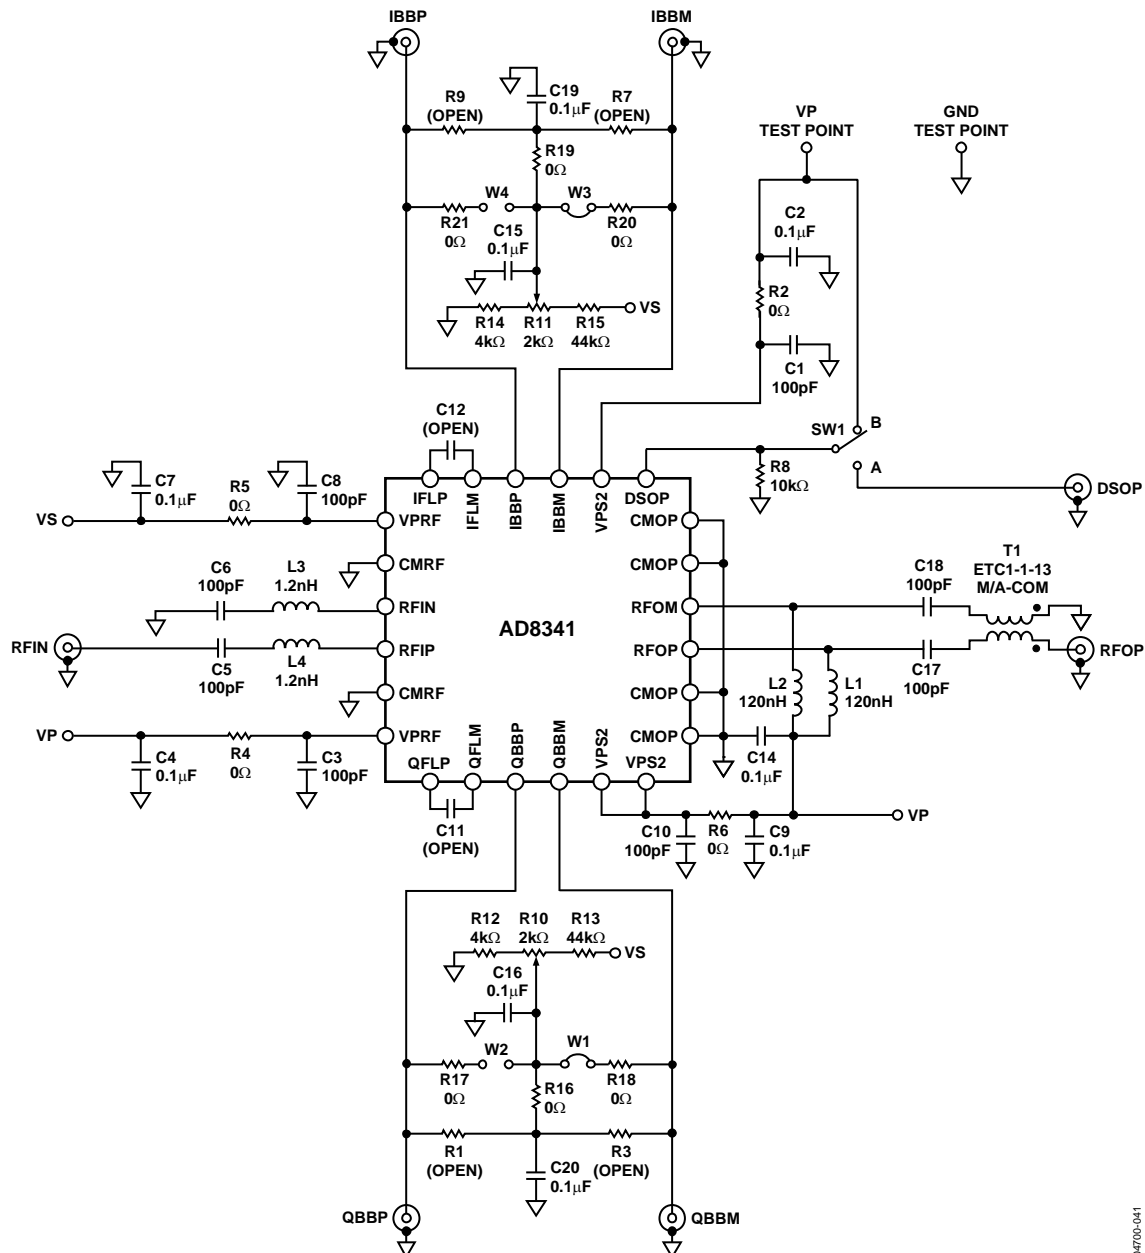 IBBP
IBBM
R9
(OPEN)
C19
0.1µF
R7
(OPEN)
VP
TEST POINT
GND
TEST POINT
R19
0Ω
W4
W3
R21
0Ω
C15
0.1µF
R20
0Ω
C2
0.1µF
R2
0Ω
VS
R14
4kΩ
R11
2kΩ
R15
44kΩ
C1
100pF
C12
(OPEN)
SW1
B
A
R8
10kΩ
DSOP
C7
0.1µF
R5
0Ω
C8
100pF
VS
IFLP
IFLM
IBBP
IBBM
VPS2
DSOP
VPRF
CMOP
CMRF
CMOP
C6
100pF
L3
1.2nH
RFIN
RFOM
C18
100pF
T1
ETC1-1-13
M/A-COM
AD8341
RFIN
C5
100pF
L4
1.2nH
RFIP
RFOP
C17
100pF
RFOP
L2
120nH
L1
120nH
CMRF
CMOP
VP
C4
0.1µF
R4
0Ω
C3
100pF
VPRF
CMOP
C14
0.1µF
QFLP
QFLM
QBBP
QBBM
VPS2
VPS2
C11
(OPEN)
C10
100pF
R6
0Ω
C9
0.1µF
VP
R12
4kΩ
R10
2kΩ
R13
44kΩ
VS
C16
0.1µF
W2
W1
R17
0Ω
R16
0Ω
R18
0Ω
R1
(OPEN)
R3
(OPEN)
C20
0.1µF
QBBP
QBBM